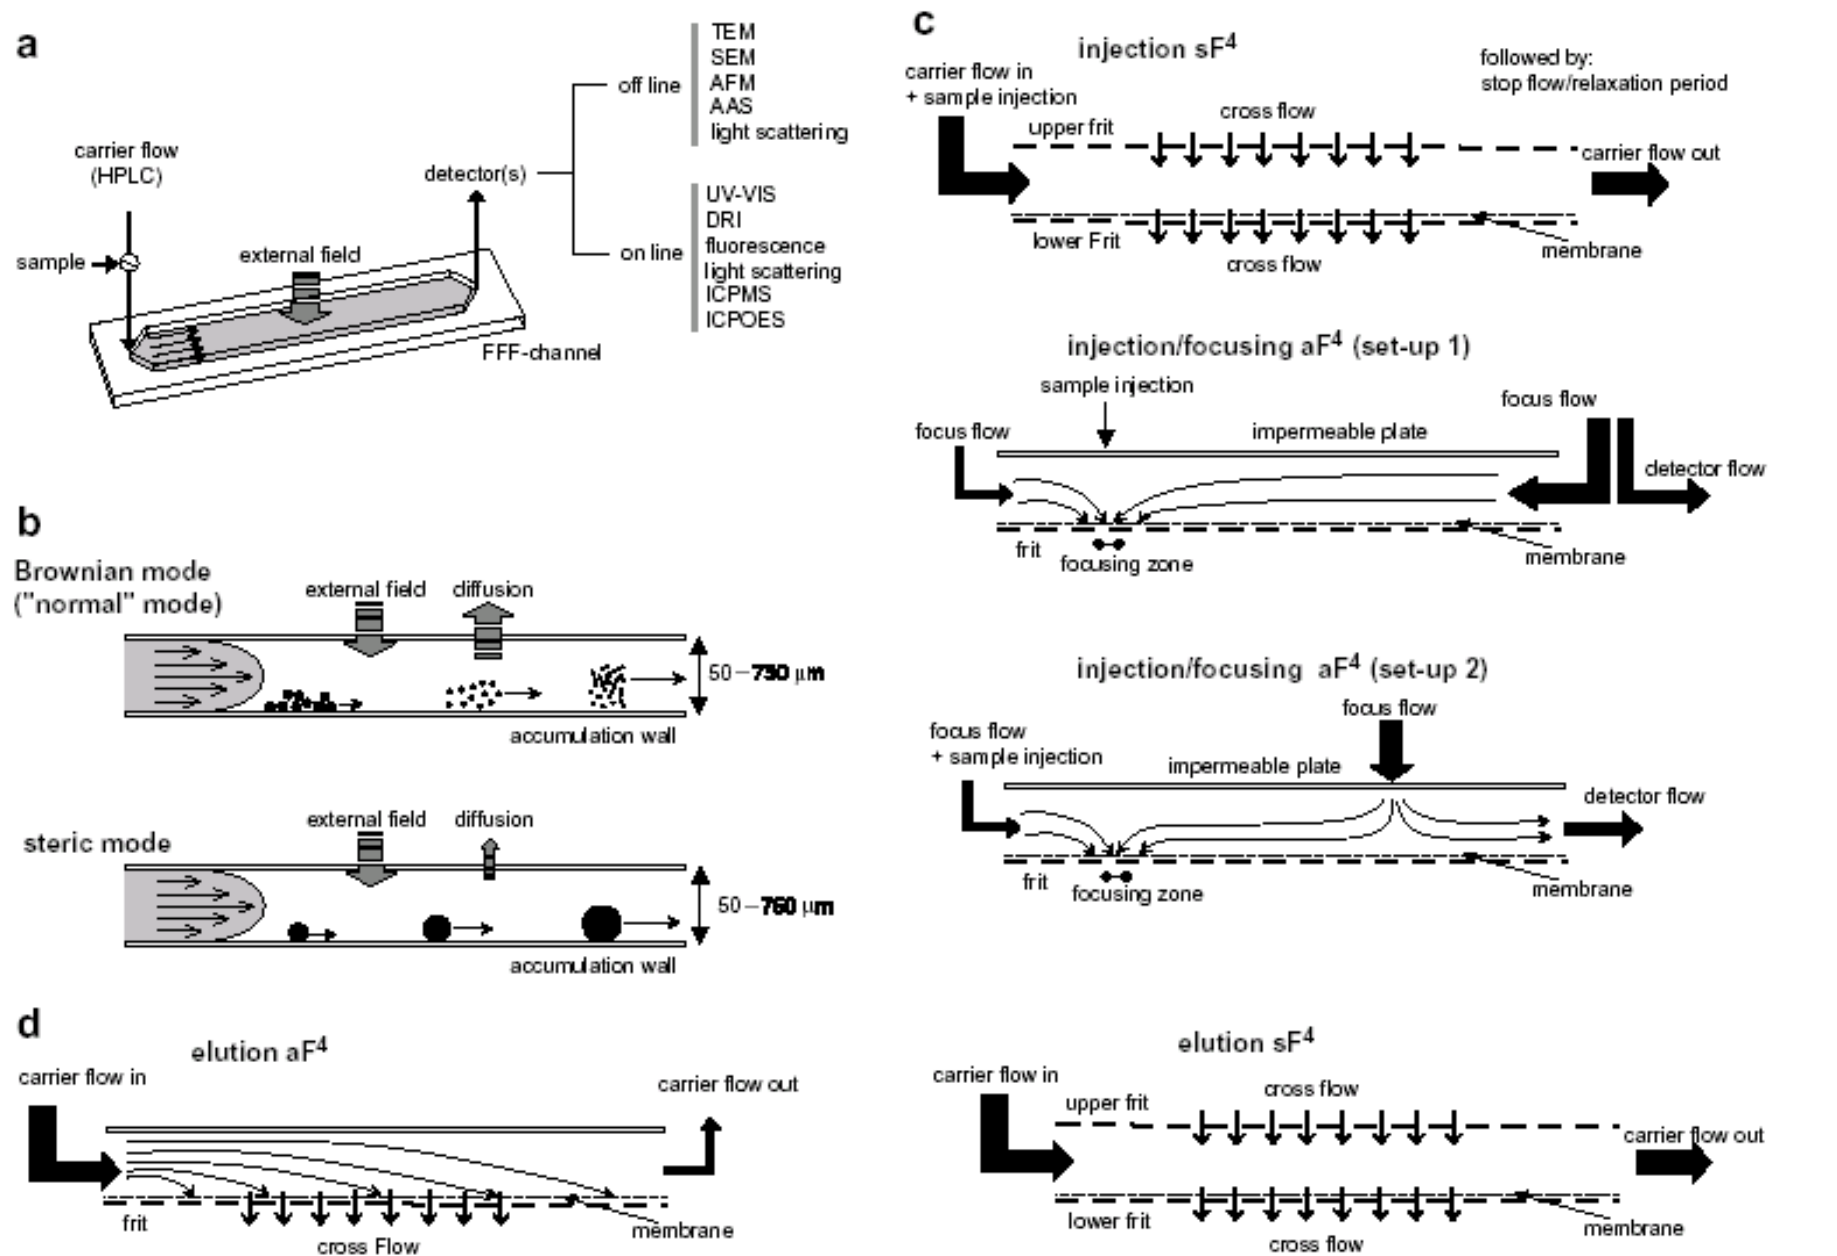 a
TEM
SEM
AFM
AAS
light scattering
off line
carrier flow
(HPLC)
detector(s)
UV-VIS
DRI
fluorescence
light scattering
ICPMS
ICPOES
on line
sample
external field
FFF-channel
b
Brownian mode
("normal" mode)
external field
diffusion
50–750 μm
accumulation wall
steric mode
external field
diffusion
50–760 μm
accumulation wall
c
injection sF4
carrier flow in
+ sample injection
followed by:
stop flow/relaxation period
cross flow
upper frit
carrier flow out
lower Frit
membrane
cross flow
injection/focusing aF4 (set-up 1)
sample injection
focus flow
focus flow
impermeable plate
detector flow
frit
focusing zone
membrane
injection/focusing aF4 (set-up 2)
focus flow
focus flow
+ sample injection
impermeable plate
detector flow
frit
focusing zone
membrane
d
elution aF4
carrier flow in
carrier flow out
frit
membrane
cross Flow
elution sF4
carrier flow in
cross flow
upper frit
carrier flow out
lower frit
membrane
cross flow